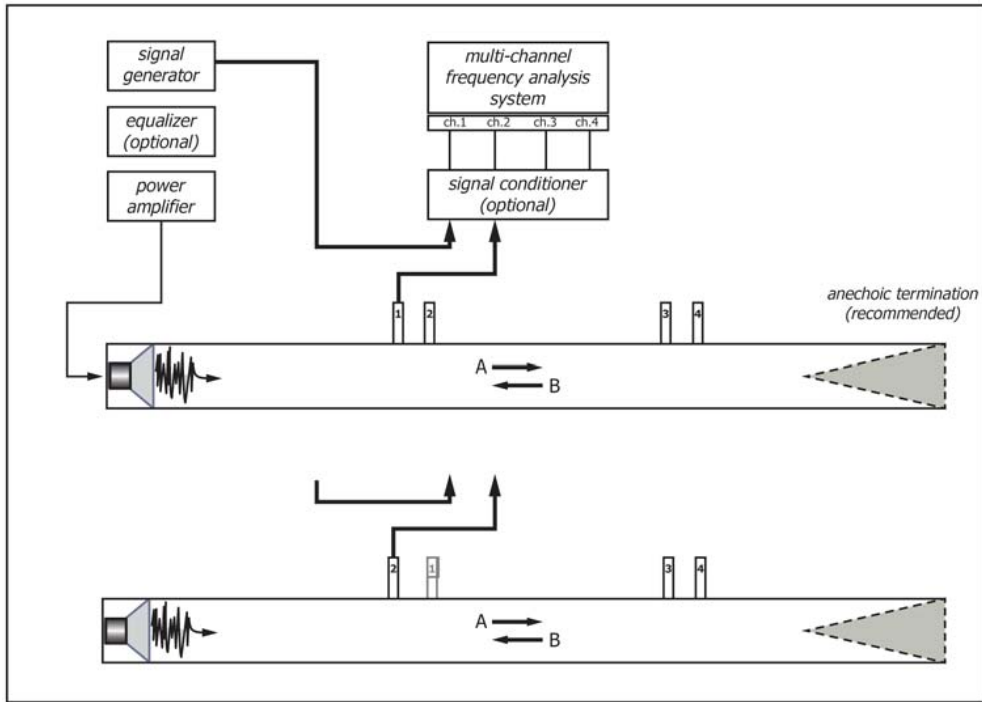 signal
generator
equalizer
(optional)
power
amplifier
multi-channel
frequency analysis
system
ch.1 ch.2 ch.3 ch.4
signal conditioner
(optional)
1 2 3 4
anechoic termination
(recommended)
A
B
2 1 3 4
A
B